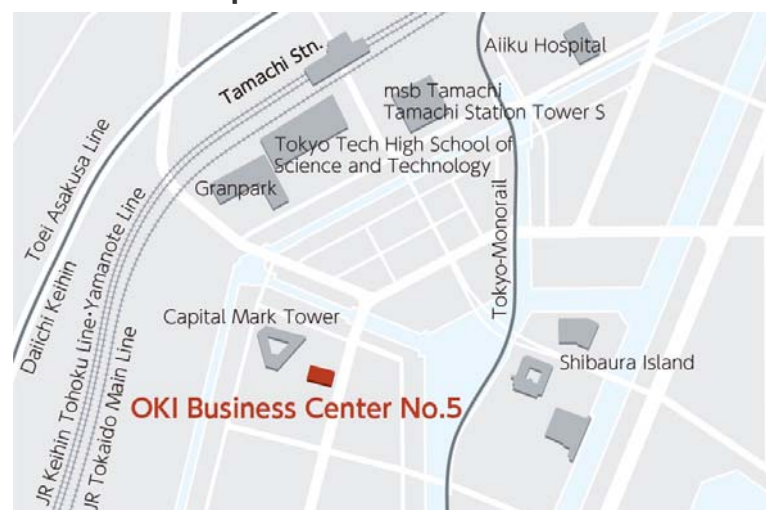 Aiiku Hospital
Tamachi Stn.
msb Tamachi
Tamachi Station Tower S
Tokyo Tech High School of
Science and Technology
Granpark
Toei Asakusa Line
Tokyo-Monorail
Daiichi Keihin
JR Keihin Tohoku Line·Yamanote Line
JR Tokaido Main Line
Capital Mark Tower
Shibaura Island
OKI Business Center No.5